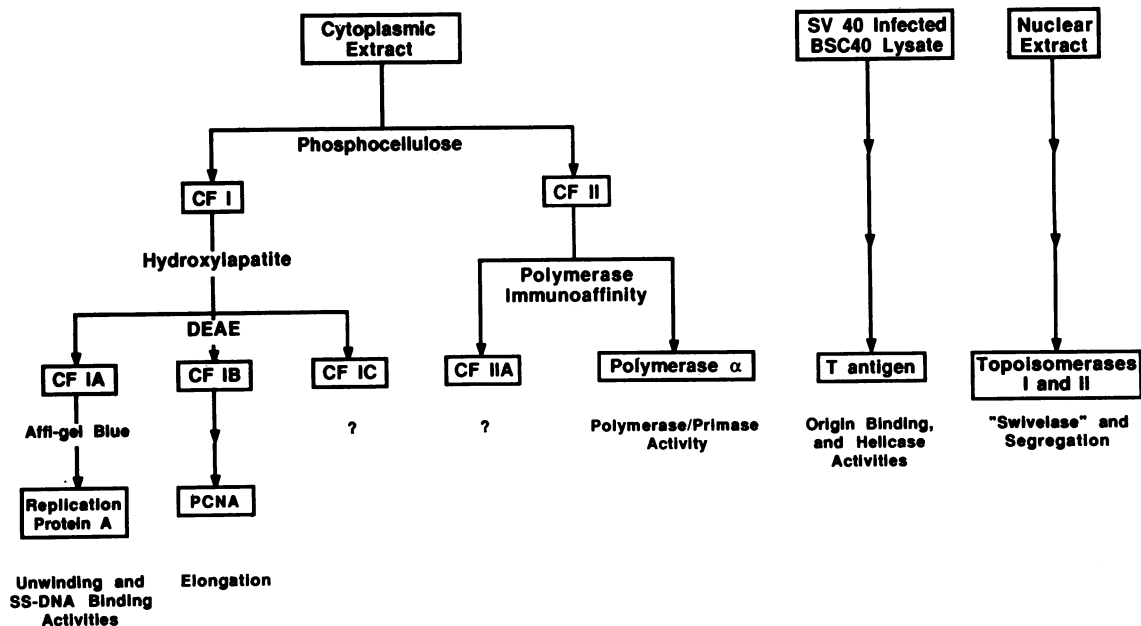 Cytoplasmic
Extract
SV 40 Infected
BSC40 Lysate
Nuclear
Extract
Phosphocellulose
CF I
CF II
Hydroxylapatite
Polymerase
Immunoaffinity
DEAE
CF IA
CF IB
CF IC
CF IIA
Polymerase α
T antigen
Topoisomerases
I and II
Affi-gel Blue
?
?
Polymerase/Primase
Activity
Origin Binding,
and Helicase
Activities
"Swivelase" and
Segregation
Replication
Protein A
PCNA
Unwinding and
SS-DNA Binding
Activities
Elongation